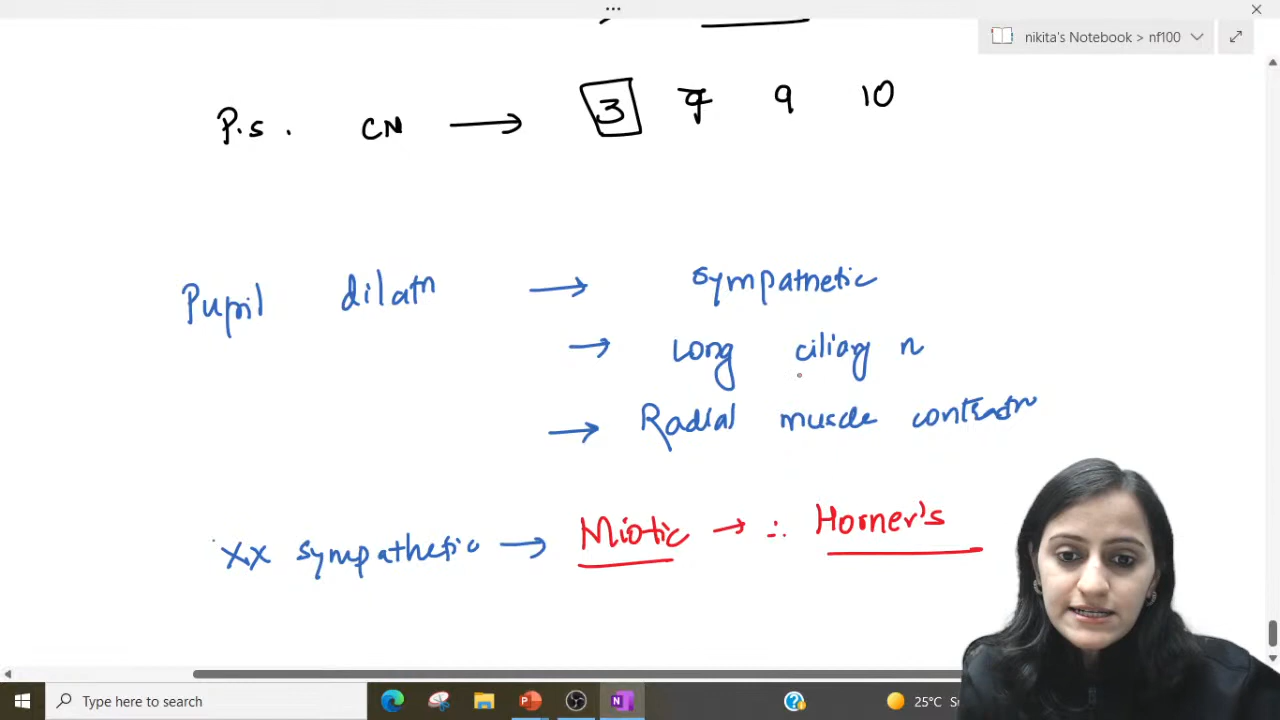 nikita's Notebook > nf100
P.s. CN → 3 7 9 10
Pupil dilatn → sympathetic
→ Long ciliary n
→ Radial muscle contractn
XX sympathetic → Miotic → ∴ Horner's
Type here to search
25°C